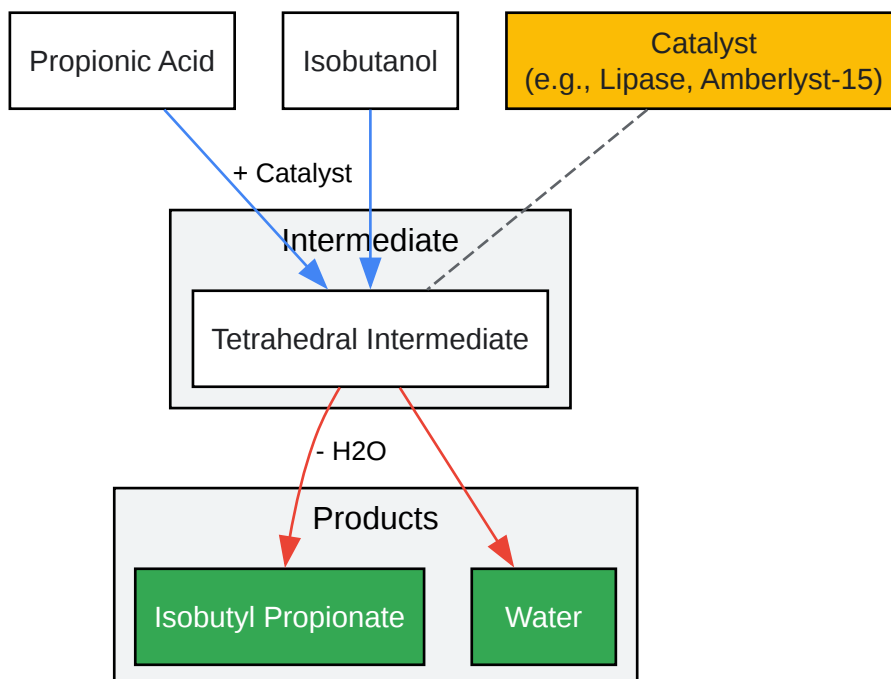 Propionic Acid
Isobutanol
Catalyst
(e.g., Lipase, Amberlyst-15)
+ Catalyst
Intermediate
Tetrahedral Intermediate
- H2O
Products
Isobutyl Propionate
Water